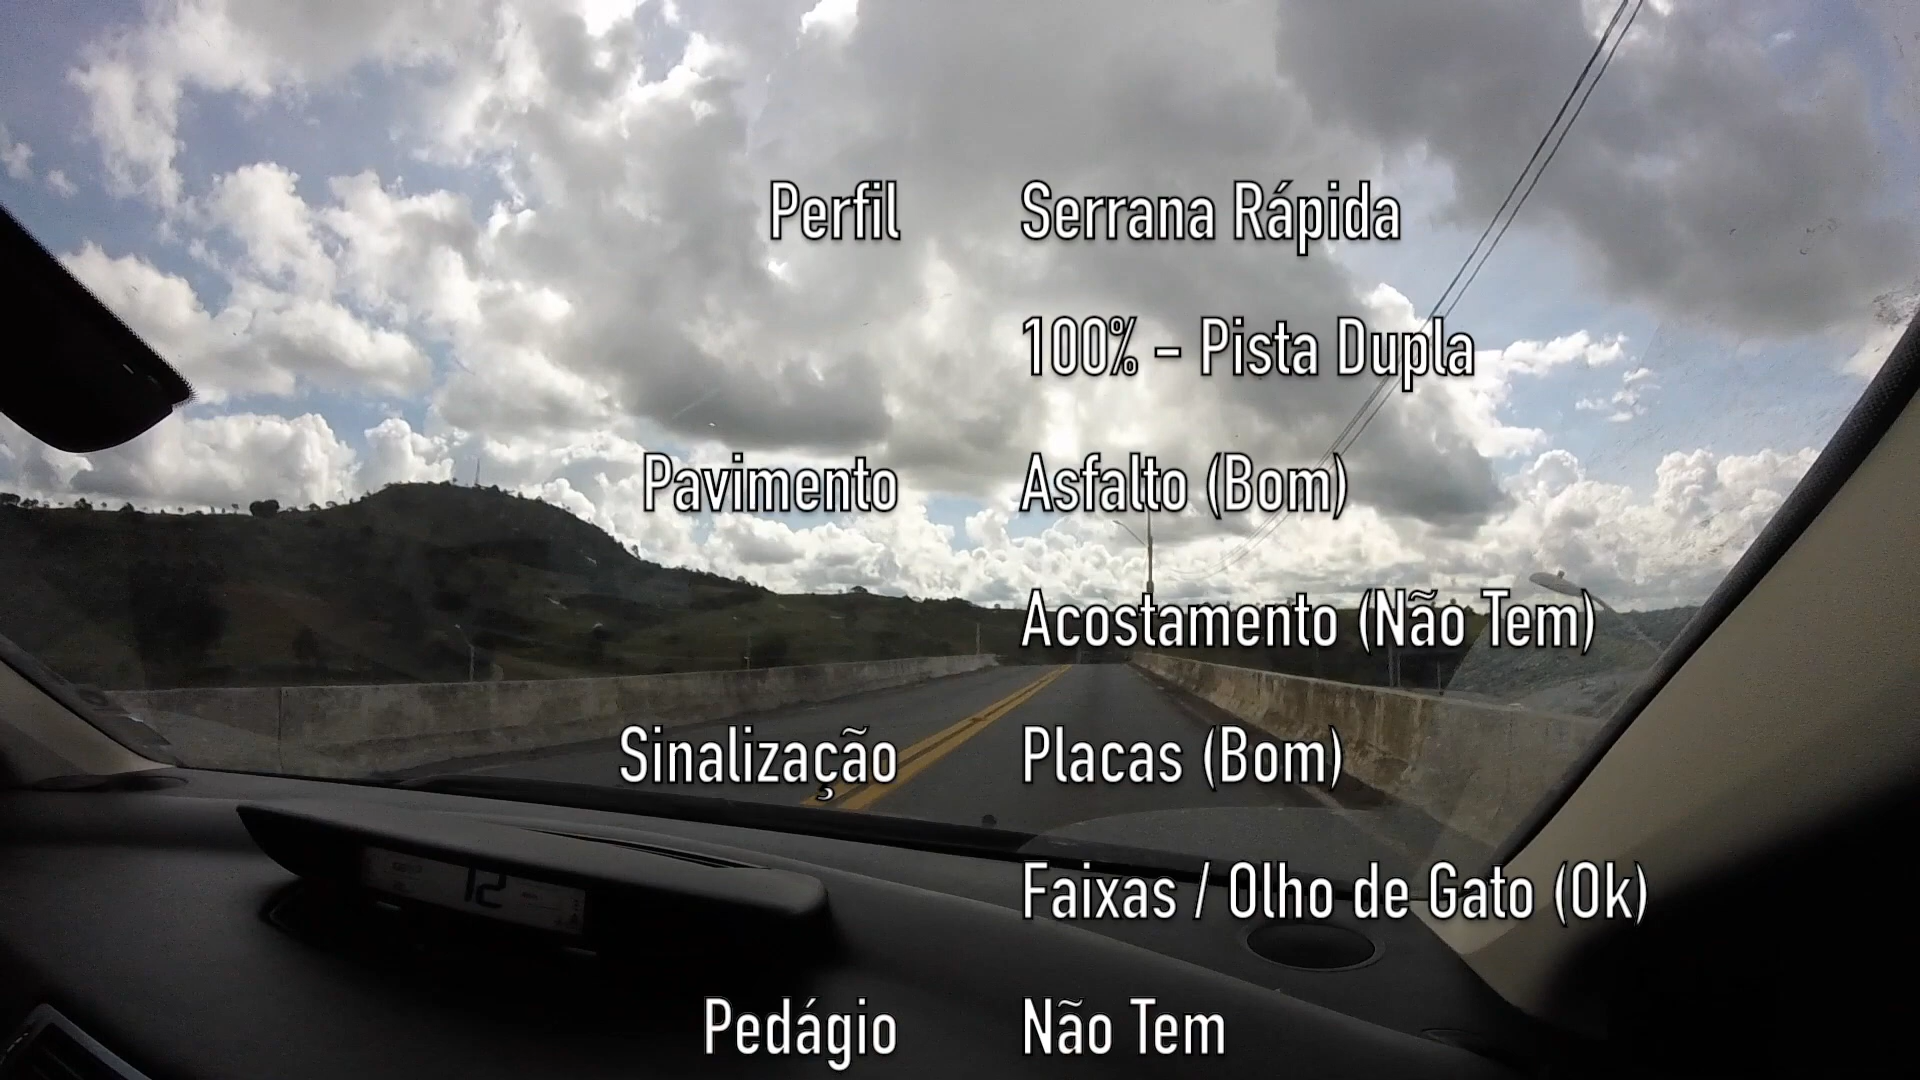 Perfil Serrana Rápida
100% - Pista Dupla
Pavimento Asfalto (Bom)
Acostamento (Não Tem)
Sinalização Placas (Bom)
Faixas / Olho de Gato (Ok)
Pedágio Não Tem
12